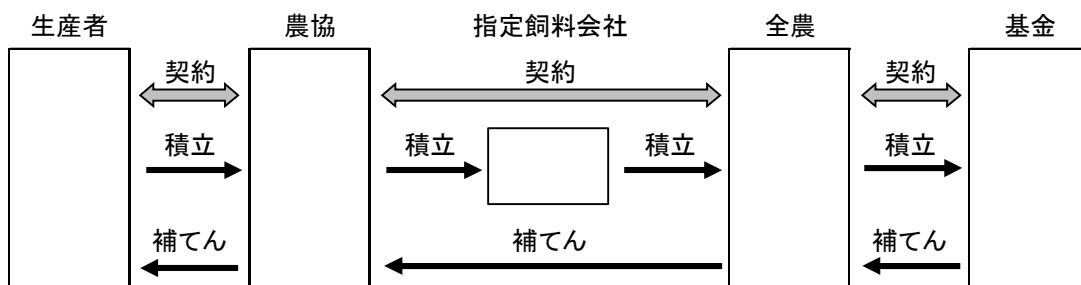 生産者 農協 指定飼料会社 全農 基金
契約 契約 契約
積立 積立 積立 積立
補てん 補てん 補てん